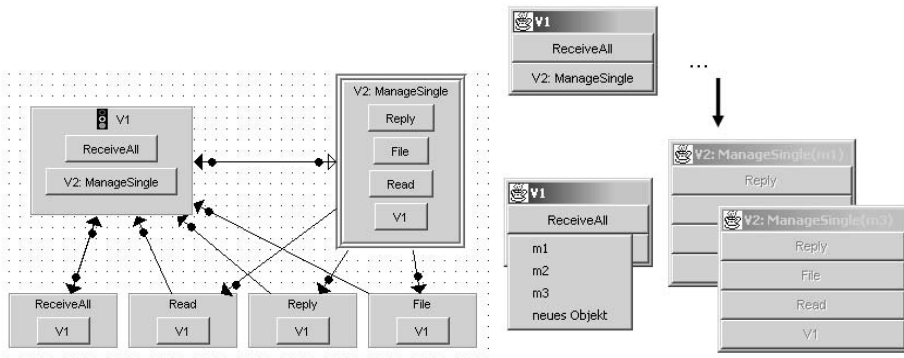 V1
ReceiveAll
V2: ManageSingle
V2: ManageSingle
Reply
File
Read
V1
ReceiveAll
V1
Read
V1
Reply
V1
File
V1
V1
ReceiveAll
V2: ManageSingle
...
V1
ReceiveAll
m1
m2
m3
neues Objekt
V2: ManageSingle(m1)
Reply
V2: ManageSingle(m3)
Reply
File
Read
V1